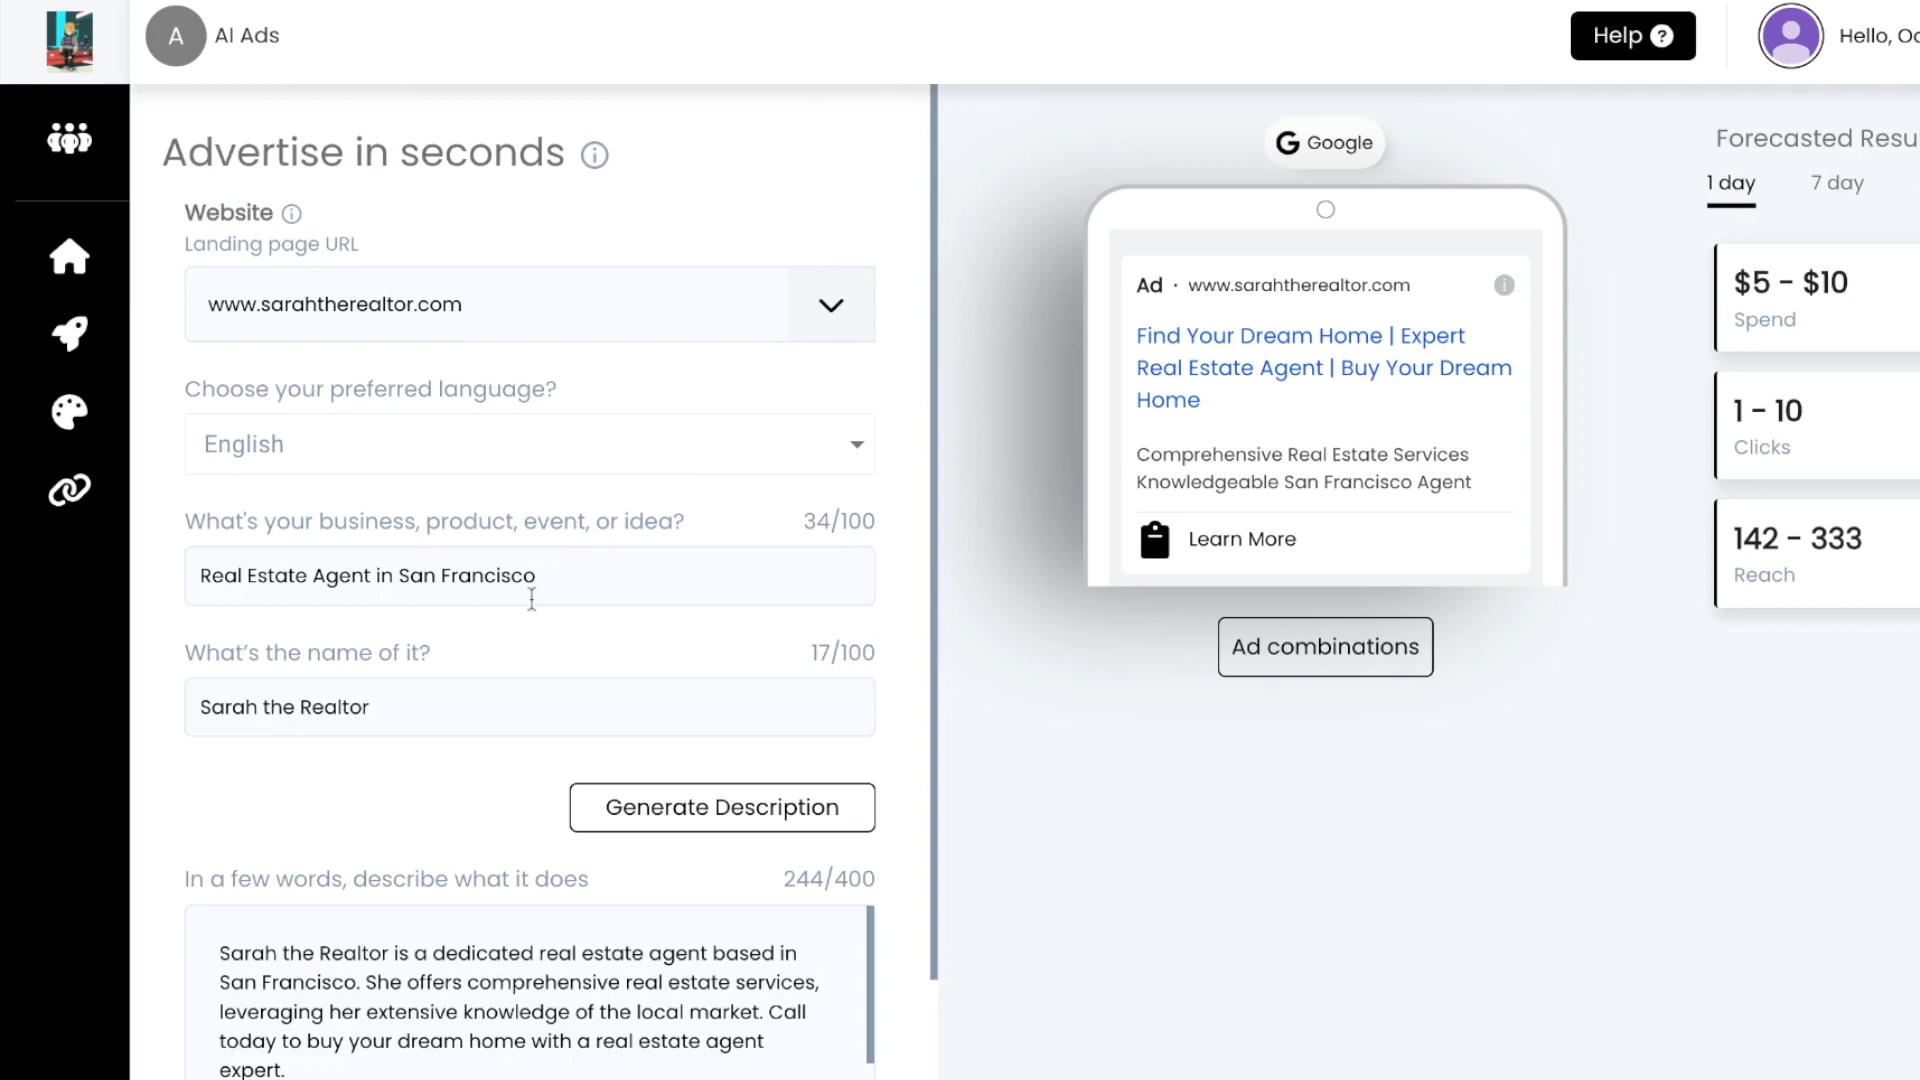 A AI Ads
Help ?
Hello, Oc
Advertise in seconds
Website
Landing page URL
www.sarahtherealtor.com
Choose your preferred language?
English
What's your business, product, event, or idea? 34/100
Real Estate Agent in San Francisco
What's the name of it? 17/100
Sarah the Realtor
Generate Description
In a few words, describe what it does 244/400
Sarah the Realtor is a dedicated real estate agent based in
San Francisco. She offers comprehensive real estate services,
leveraging her extensive knowledge of the local market. Call
today to buy your dream home with a real estate agent
expert.
G Google
Ad · www.sarahtherealtor.com
Find Your Dream Home | Expert
Real Estate Agent | Buy Your Dream
Home
Comprehensive Real Estate Services
Knowledgeable San Francisco Agent
Learn More
Ad combinations
Forecasted Resu
1 day 7 day
$5 - $10
Spend
1 - 10
Clicks
142 - 333
Reach